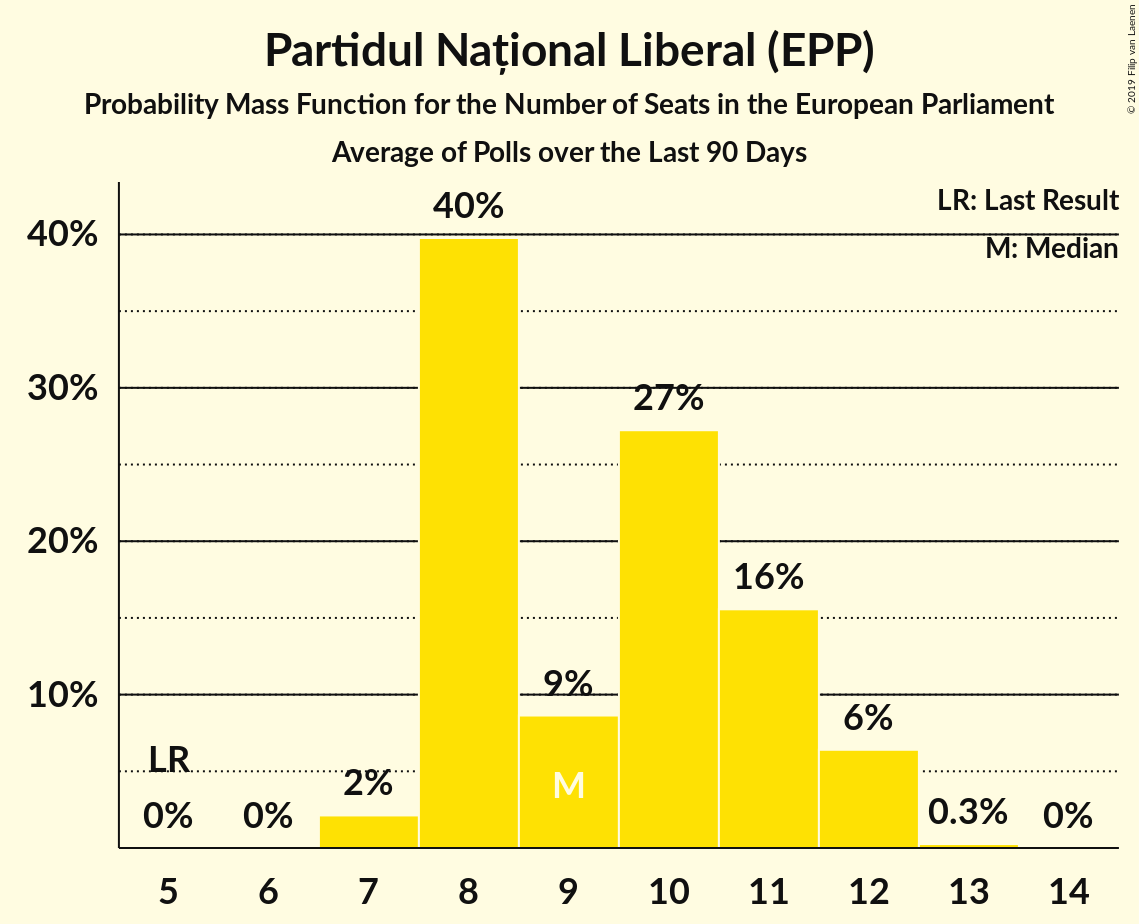 Partidul Național Liberal (EPP)
Probability Mass Function for the Number of Seats in the European Parliament
Average of Polls over the Last 90 Days
© 2019 Filip van Laenen
LR: Last Result
M: Median
40%
30%
20%
10%
40%
27%
16%
9%
6%
2%
LR
M
0%
0%
0.3%
0%
5 6 7 8 9 10 11 12 13 14